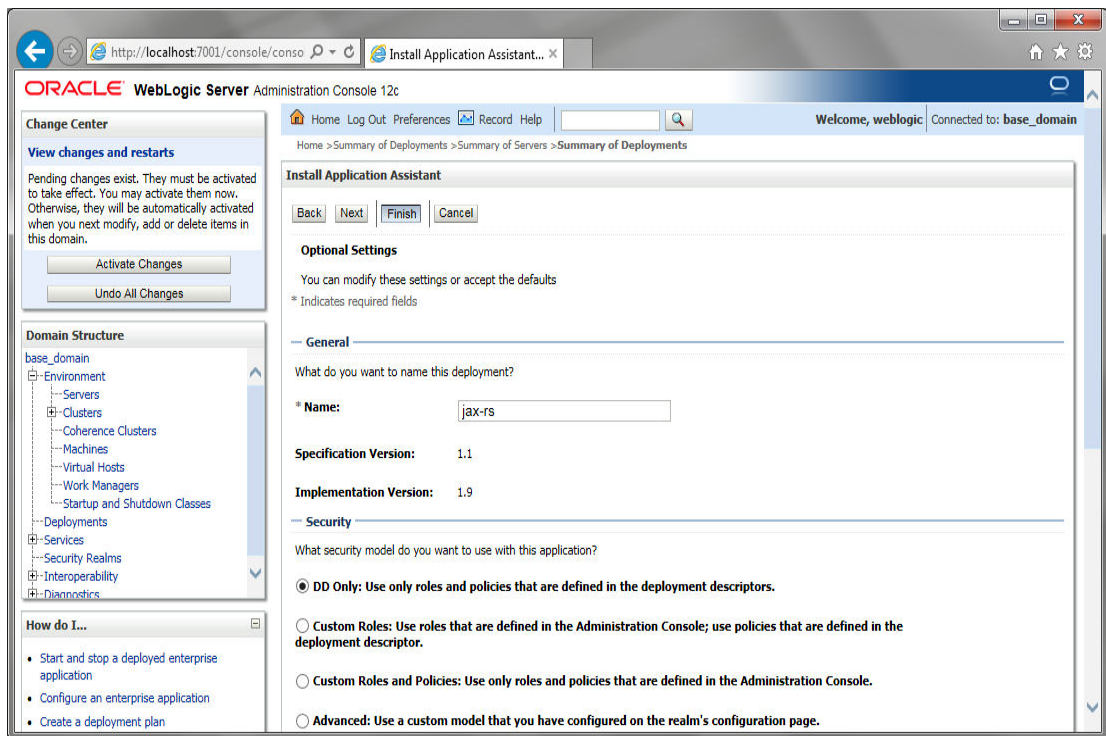 http://localhost:7001/console/conso
Install Application Assistant...
ORACLE WebLogic Server Administration Console 12c
Change Center
View changes and restarts
Pending changes exist. They must be activated
to take effect. You may activate them now.
Otherwise, they will be automatically activated
when you next modify, add or delete items in
this domain.
Activate Changes
Undo All Changes
Domain Structure
base_domain
Environment
Servers
Clusters
Coherence Clusters
Machines
Virtual Hosts
Work Managers
Startup and Shutdown Classes
Deployments
Services
Security Realms
Interoperability
Diagnostics
How do I...
• Start and stop a deployed enterprise
application
• Configure an enterprise application
• Create a deployment plan
Home Log Out Preferences Record Help
Welcome, weblogic Connected to: base_domain
Home >Summary of Deployments >Summary of Servers >Summary of Deployments
Install Application Assistant
Back Next Finish Cancel
Optional Settings
You can modify these settings or accept the defaults
* Indicates required fields
General
What do you want to name this deployment?
* Name: jax-rs
Specification Version: 1.1
Implementation Version: 1.9
Security
What security model do you want to use with this application?
DD Only: Use only roles and policies that are defined in the deployment descriptors.
Custom Roles: Use roles that are defined in the Administration Console; use policies that are defined in the
deployment descriptor.
Custom Roles and Policies: Use only roles and policies that are defined in the Administration Console.
Advanced: Use a custom model that you have configured on the realm's configuration page.